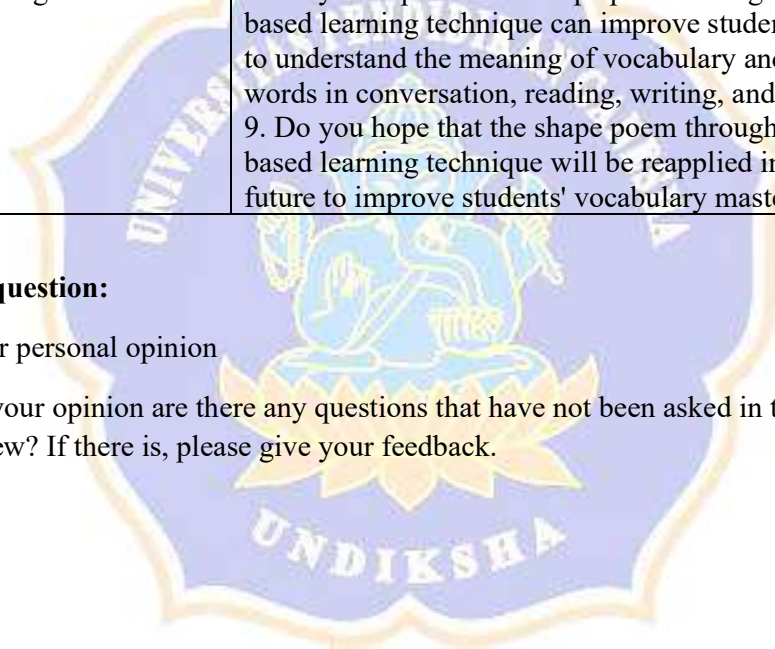 based learning technique can improve studen
to understand the meaning of vocabulary and
words in conversation, reading, writing, and
9. Do you hope that the shape poem through
based learning technique will be reapplied in
future to improve students' vocabulary maste
question:
r personal opinion
your opinion are there any questions that have not been asked in t
ew? If there is, please give your feedback.
UNIVERSITAS PENDIDIKAN GANESHA
UNDIKSHA